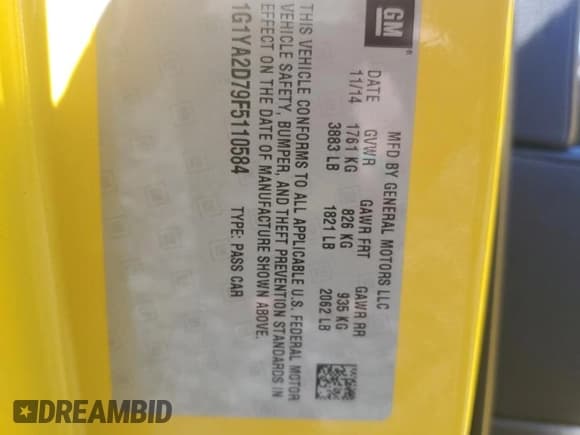 GM
®
MFD BY GENERAL MOTORS LLC
DATE GVWR GAWR FRT GAWR RR
11/14 1761 KG 826 KG 935 KG
3883 LB 1821 LB 2062 LB
THIS VEHICLE CONFORMS TO ALL APPLICABLE U.S. FEDERAL MOTOR
VEHICLE SAFETY, BUMPER, AND THEFT PREVENTION STANDARDS IN
EFFECT ON THE DATE OF MANUFACTURE SHOWN ABOVE.
1G1YA2D79F5110584 TYPE: PASS CAR
DREAMBID